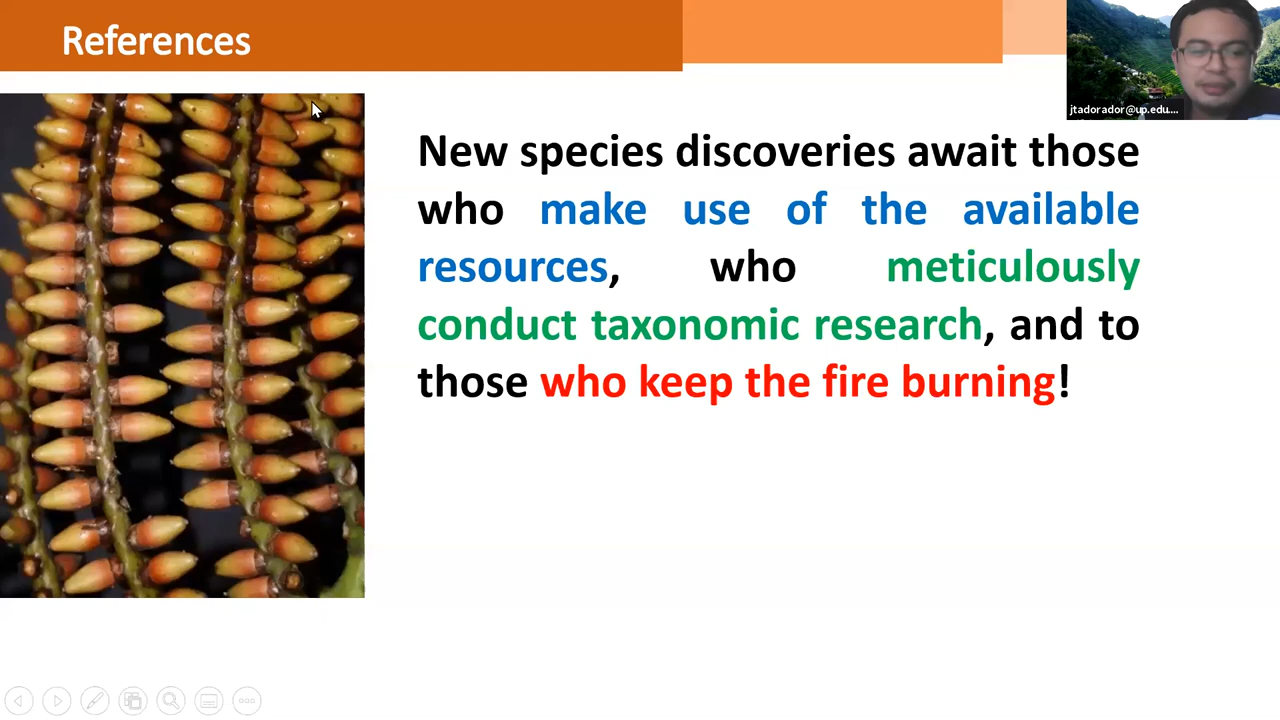 References
jtadorador@up.edu....
New species discoveries await those
who make use of the available
resources, who meticulously
conduct taxonomic research, and to
those who keep the fire burning!